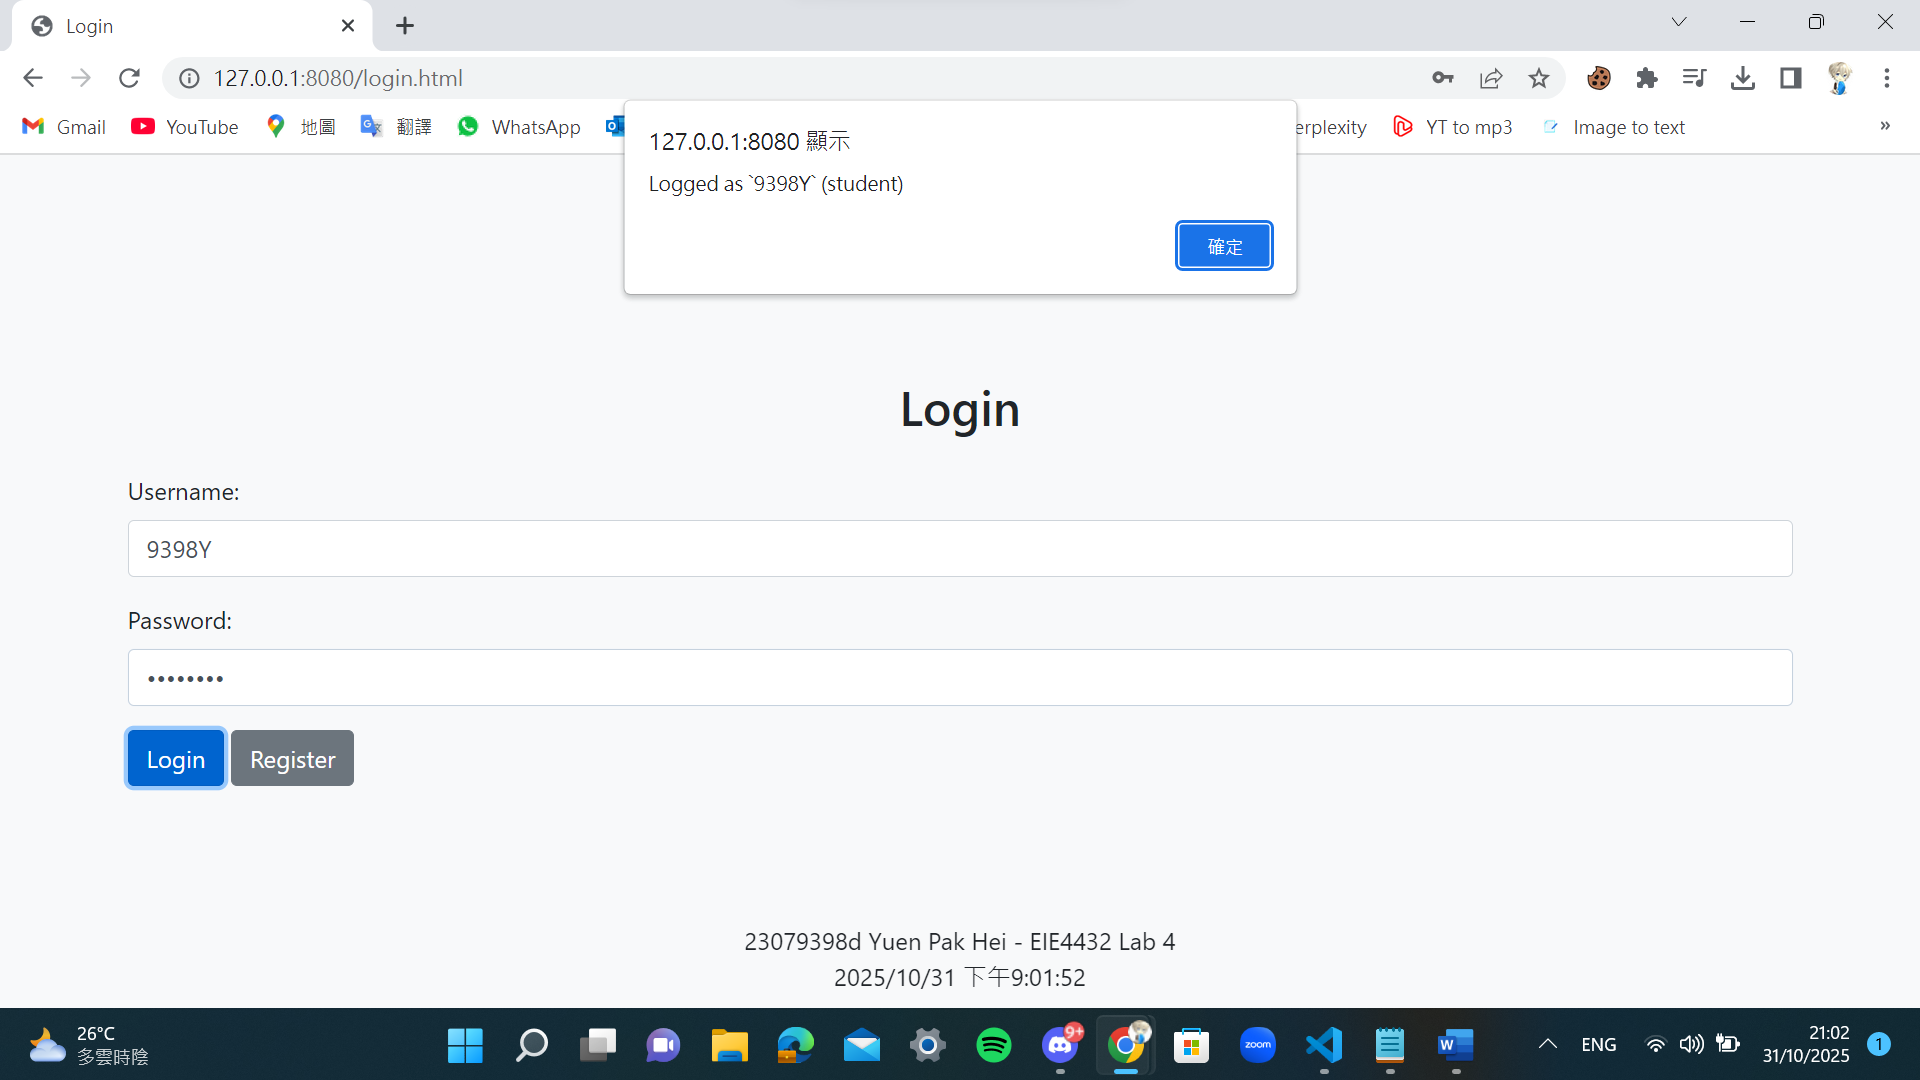 Login
127.0.0.1:8080/login.html
Gmail
YouTube
地圖
翻譯
WhatsApp
erplexity
YT to mp3
Image to text
»
127.0.0.1:8080 顯示
Logged as `9398Y` (student)
確定
Login
Username:
9398Y
Password:
••••••••
Login
Register
23079398d Yuen Pak Hei - EIE4432 Lab 4
2025/10/31 下午9:01:52
26°C
多雲時陰
9+
zoom
ENG
21:02
31/10/2025
1